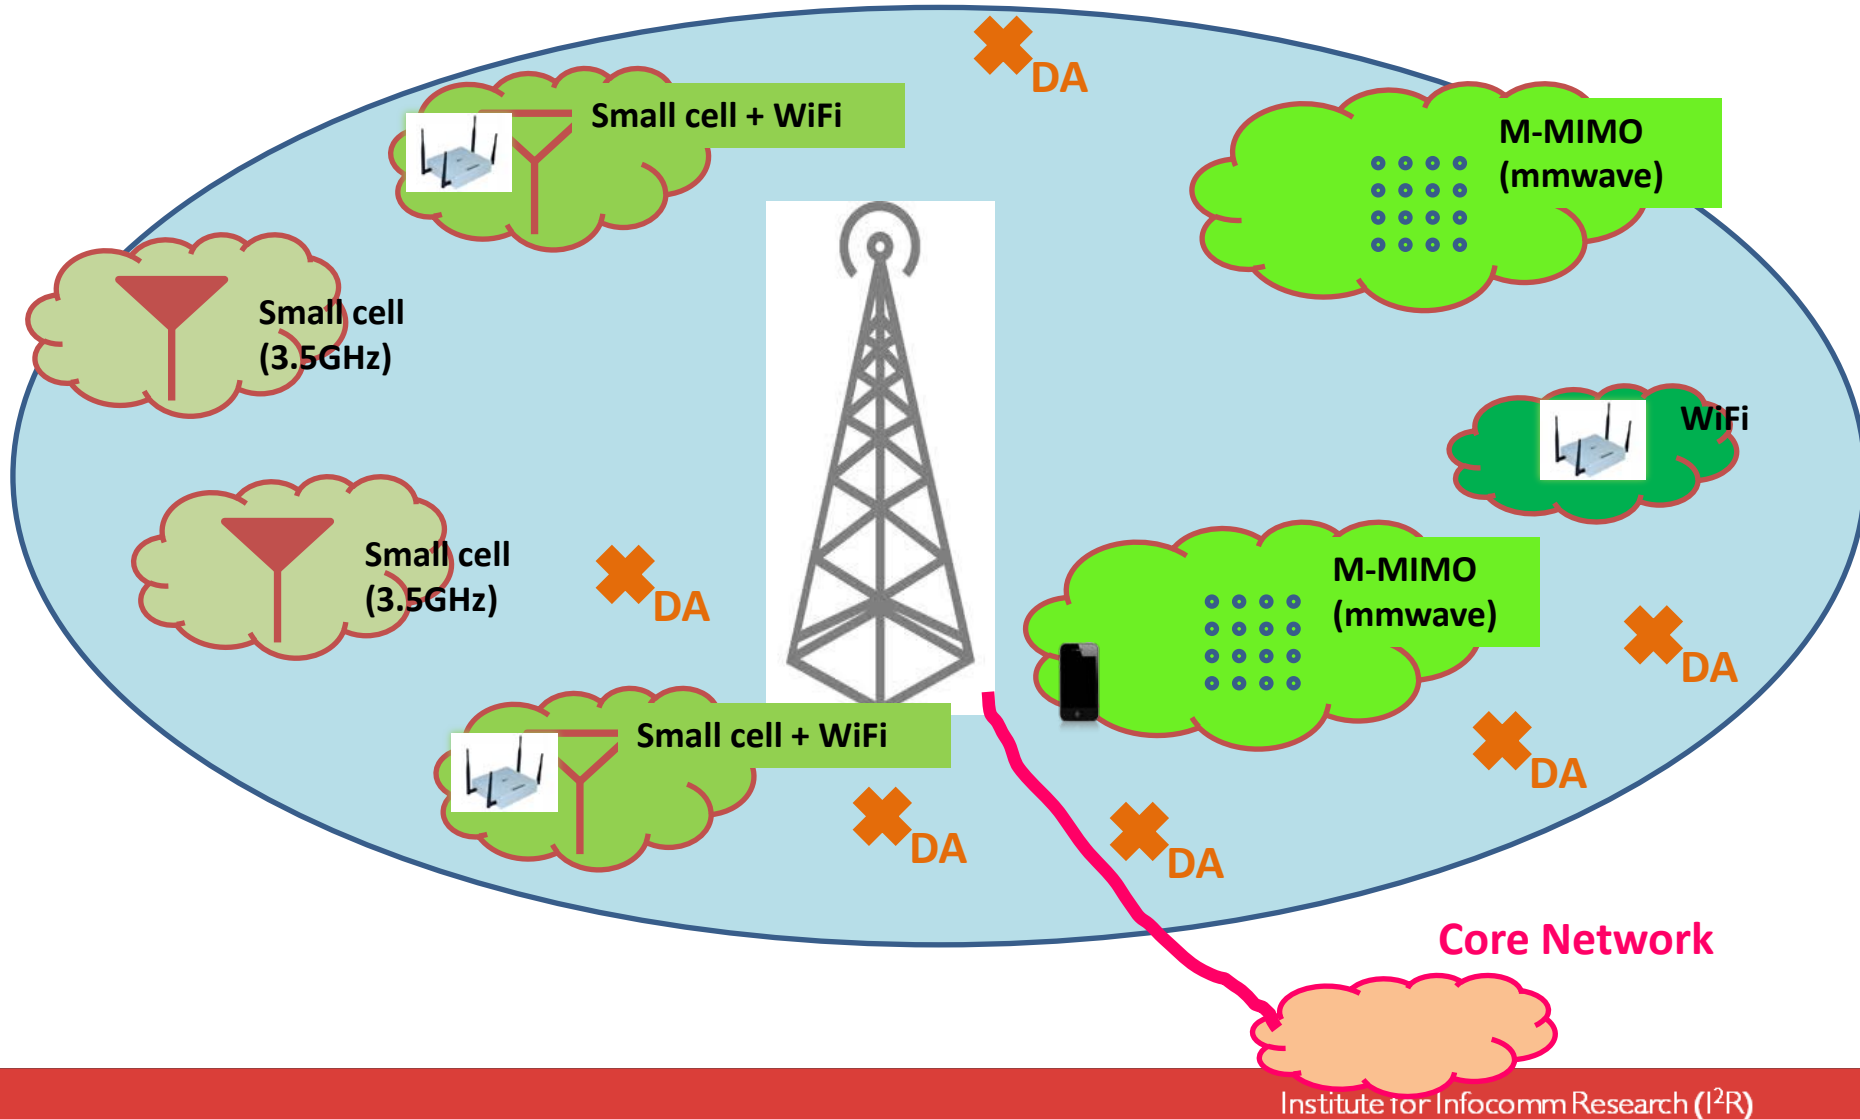 DA
Small cell + WiFi
M-MIMO
(mmwave)
Small cell
(3.5GHz)
WiFi
Small cell
(3.5GHz)
DA
M-MIMO
(mmwave)
DA
Small cell + WiFi
DA
DA
DA
Core Network
Institute for Infocomm Research (I²R)